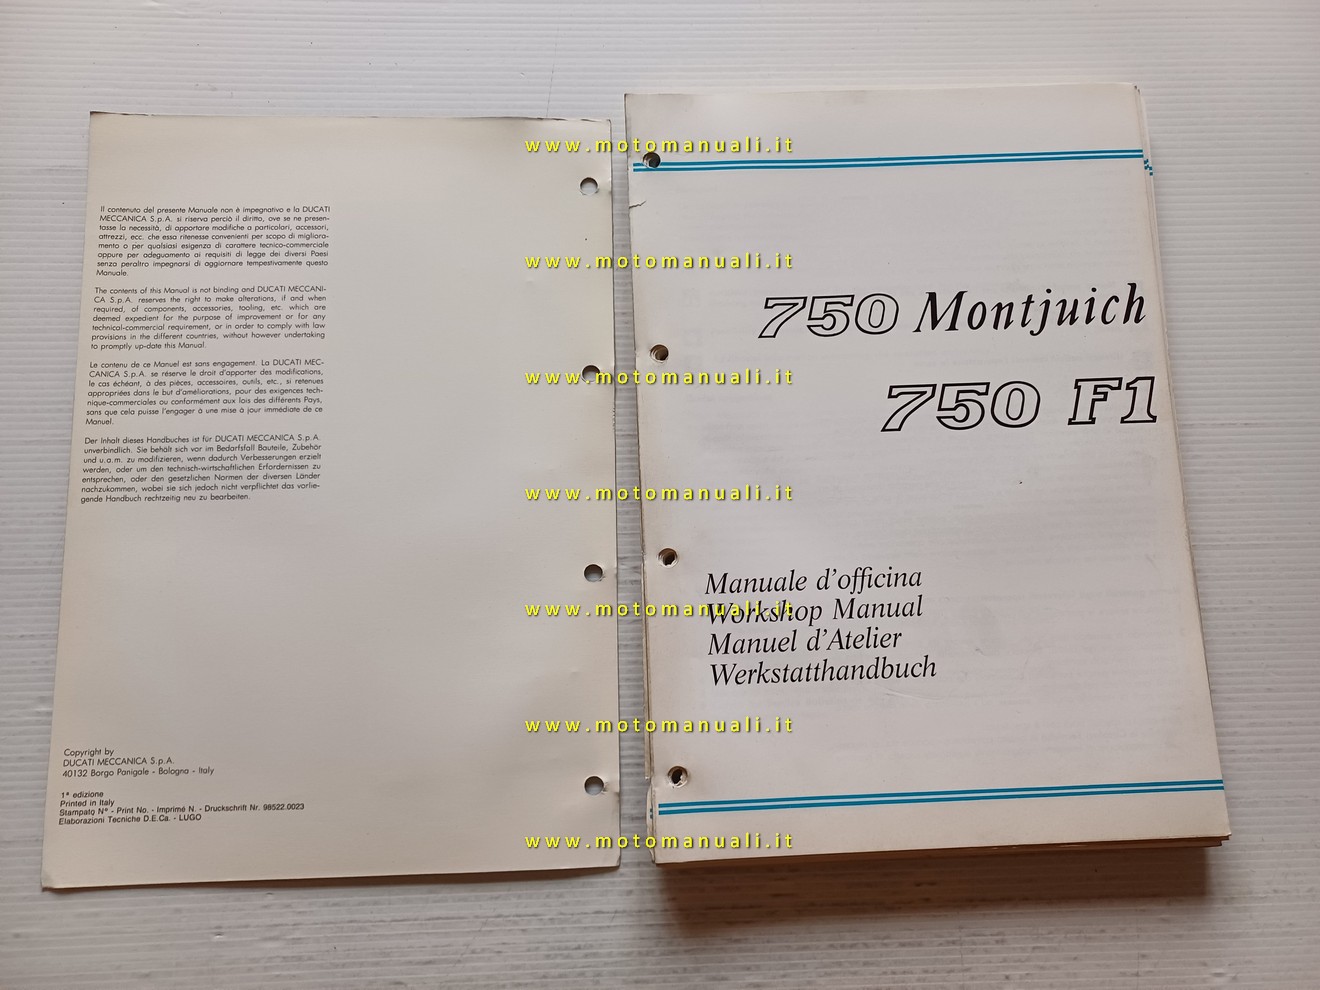 Il contenuto del presente Manuale non è impegnativo e la DUCATI
MECCANICA S.p.A. si riserva perciò il diritto, ove se ne presen-
tasse la necessità, di apportare modifiche a particolari, accessori,
attrezzi, ecc. che essa ritenesse convenienti per scopo di migliora-
mento o per qualsiasi esigenza di carattere tecnico-commerciale
oppure per adeguamento ai requisiti di legge dei diversi Paesi
senza peraltro impegnarsi di aggiornare tempestivamente questo
Manuale.
The contents of this Manual is not binding and DUCATI MECCANI-
CA S.p.A. reserves the right to make alterations, if and when
required, of components, accessories, tooling, etc. which are
deemed expedient for the purpose of improvement or for any
technical-commercial requirement, or in order to comply with law
provisions in the different countries, without however undertaking
to promptly up-date this Manual.
Le contenu de ce Manuel est sans engagement. La DUCATI MEC-
CANICA S.p.A. se réserve le droit d'apporter des modifications,
le cas échéant, à des pièces, accessoires, outils, etc., si retenues
appropriées dans le but d'améliorations, pour des exigences tech-
nique-commerciales ou conformément aux lois des différents Pays,
sans que cela puisse l'engager à une mise à jour immédiate de ce
Manuel.
Der Inhalt dieses Handbuches ist für DUCATI MECCANICA S.p.A.
unverbindlich. Sie behält sich vor im Bedarfsfall Bauteile, Zubehör
und u.a.m. zu modifizieren, wenn dadurch Verbesserungen erzielt
werden, oder um den technisch-wirtschaftlichen Erfordernissen zu
entsprechen, oder den gesetzlichen Normen der diversen Länder
nachzukommen, wobei sie sich jedoch nicht verpflichtet das vorlie-
gende Handbuch rechtzeitig neu zu bearbeiten.
Copyright by
DUCATI MECCANICA S.p.A.
40132 Borgo Panigale - Bologna - Italy
1ª edizione
Printed in Italy
Stampato N° - Print No. - Imprimé N. - Druckschrift Nr. 98522.0023
Elaborazioni Tecniche D.E.Ca. - LUGO
750 Montjuich
750 F1
Manuale d'officina
Workshop Manual
Manuel d'Atelier
Werkstatthandbuch
www.motomanuali.it
www.motomanuali.it
www.motomanuali.it
www.motomanuali.it
www.motomanuali.it
www.motomanuali.it
www.motomanuali.it